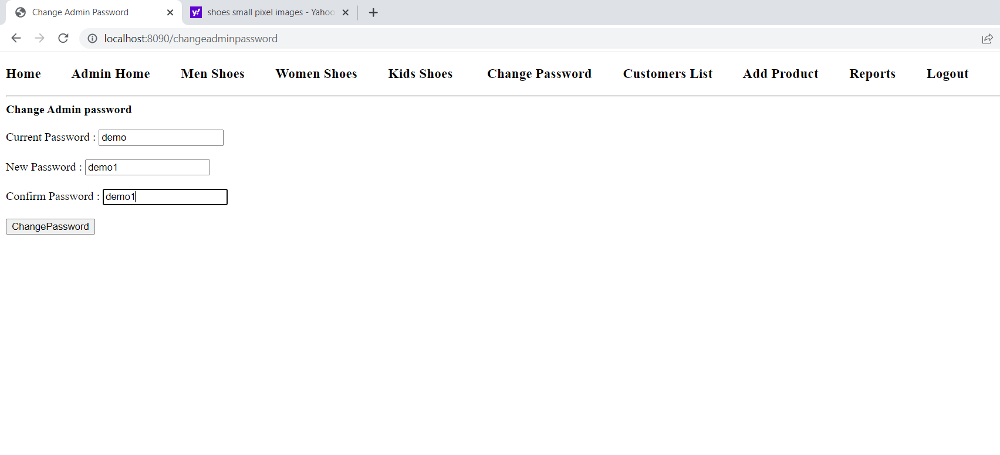 Change Admin Password
shoes small pixel images - Yahoo
localhost:8090/changeadminpassword
Home Admin Home Men Shoes Women Shoes Kids Shoes Change Password Customers List Add Product Reports Logout
Change Admin password
Current Password : demo
New Password : demo1
Confirm Password : demo1
ChangePassword